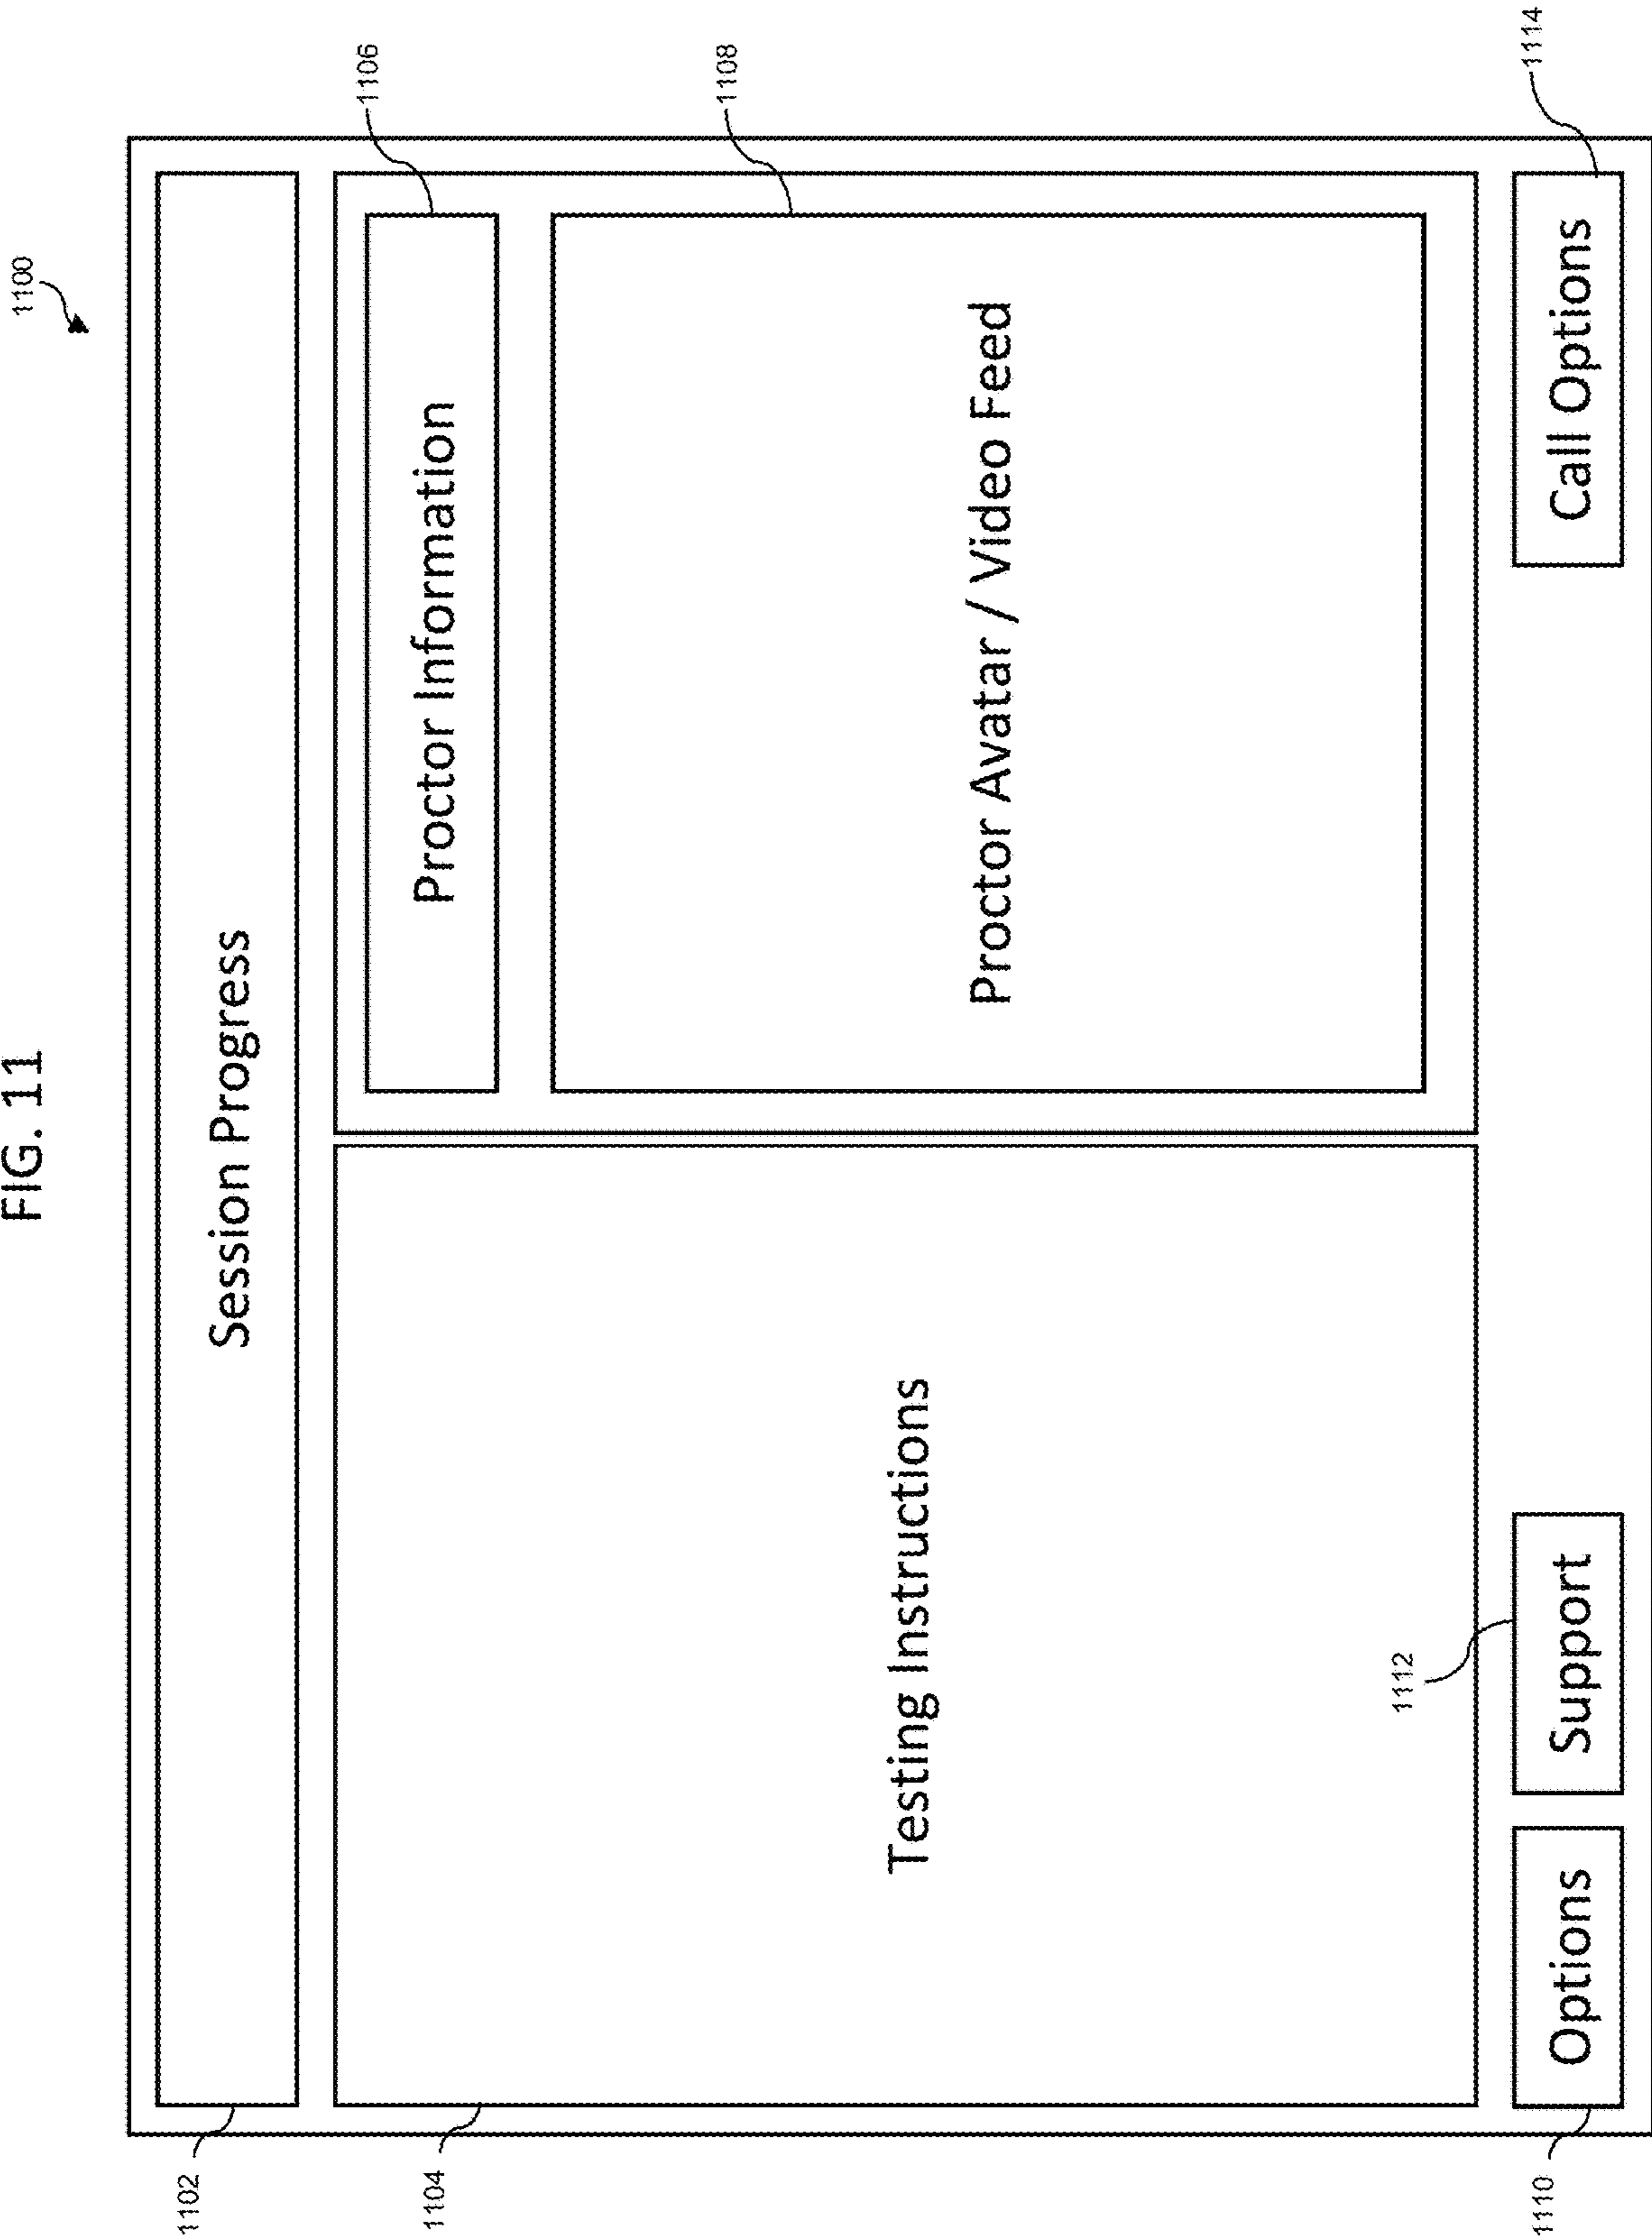 FIG. 11
1100
1102
Session Progress
1104
Testing Instructions
1106
Proctor Information
1108
Proctor Avatar / Video Feed
1110
Options
1112
Support
1114
Call Options